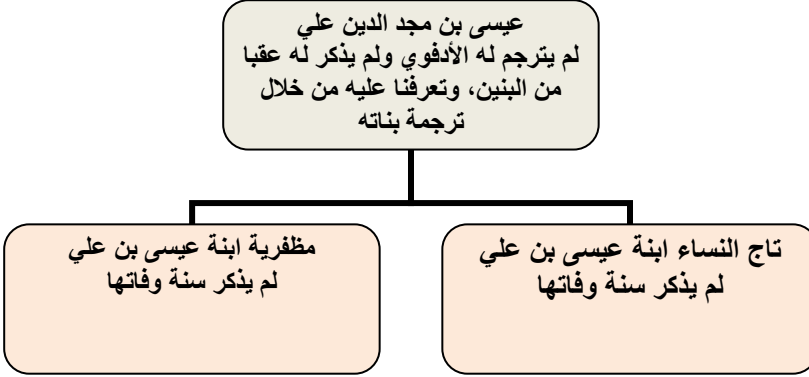 عيسى بن مجد الدين علي
لم يترجم له الأدفوي ولم يذكر له عقبا
من البنين، وتعرفنا عليه من خلال
ترجمة بناته
تاج النساء ابنة عيسى بن علي
لم يذكر سنة وفاتها
مظفرية ابنة عيسى بن علي
لم يذكر سنة وفاتها